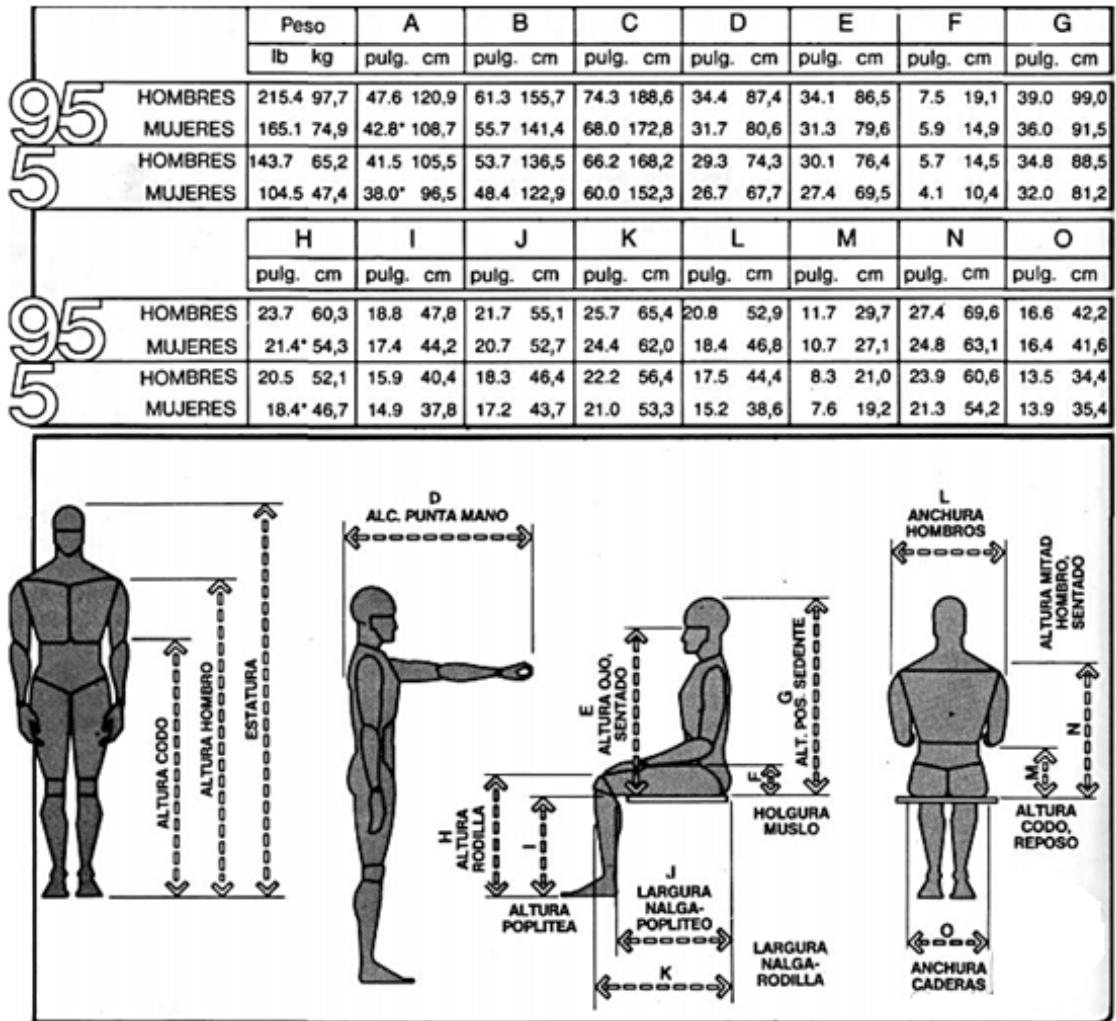 Peso A B C D E F G
lb kg pulg. cm pulg. cm pulg. cm pulg. cm pulg. cm pulg. cm pulg. cm
95 HOMBRES 215.4 97,7 47.6 120,9 61.3 155,7 74.3 188,6 34.4 87,4 34.1 86,5 7.5 19,1 39.0 99,0
MUJERES 165.1 74,9 42.8* 108,7 55.7 141,4 68.0 172,8 31.7 80,6 31.3 79,6 5.9 14,9 36.0 91,5
5 HOMBRES 143.7 65,2 41.5 105,5 53.7 136,5 66.2 168,2 29.3 74,3 30.1 76,4 5.7 14,5 34.8 88,5
MUJERES 104.5 47,4 38.0* 96,5 48.4 122,9 60.0 152,3 26.7 67,7 27.4 69,5 4.1 10,4 32.0 81,2
H I J K L M N O
pulg. cm pulg. cm pulg. cm pulg. cm pulg. cm pulg. cm pulg. cm pulg. cm
95 HOMBRES 23.7 60,3 18.8 47,8 21.7 55,1 25.7 65,4 20.8 52,9 11.7 29,7 27.4 69,6 16.6 42,2
MUJERES 21.4* 54,3 17.4 44,2 20.7 52,7 24.4 62,0 18.4 46,8 10.7 27,1 24.8 63,1 16.4 41,6
5 HOMBRES 20.5 52,1 15.9 40,4 18.3 46,4 22.2 56,4 17.5 44,4 8.3 21,0 23.9 60,6 13.5 34,4
MUJERES 18.4* 46,7 14.9 37,8 17.2 43,7 21.0 53,3 15.2 38,6 7.6 19,2 21.3 54,2 13.9 35,4
ALTURA CODO
ALTURA HOMBRO
ESTATURA
D
ALC. PUNTA MANO
H
ALTURA
RODILLA
I
ALTURA
POPLITEA
E
ALTURA OJO,
SENTADO
G
ALT. POS. SEDENTE
F
HOLGURA
MUSLO
J
LARGURA
NALGA-
POPLITEO
K
LARGURA
NALGA-
RODILLA
L
ANCHURA
HOMBROS
ALTURA MITAD
HOMBRO,
SENTADO
N
M
ALTURA
CODO,
REPOSO
O
ANCHURA
CADERAS